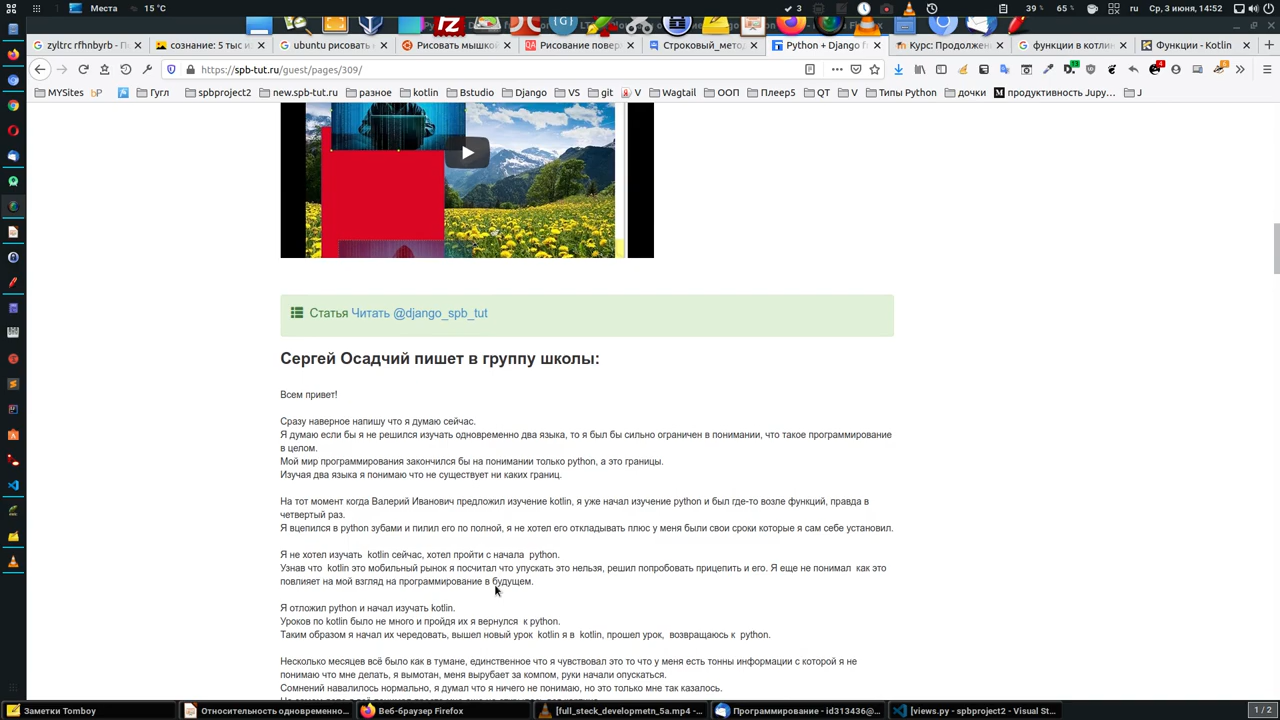 Места 15 °C
3 39 % 65 % ru Ср, 3 июня, 14:52
zyltrc rfhnbyrb - П
сознание: 5 тыс и
ubuntu рисовать
Рисовать мышкой
Рисование повер
Строковый_метод
Python + Django f
Курс: Продолжен
функции в котлин
Функции - Kotlin
https://spb-tut.ru/guest/pages/309/
MYSites bP Гугл spbproject2 new.spb-tut.ru разное kotlin Bstudio Django VS git V Wagtail ООП Плеер5 QT V Типы Python дочки продуктивность Jupy... J
Статья Читать @django_spb_tut
Сергей Осадчий пишет в группу школы:
Всем привет!
Сразу наверное напишу что я думаю сейчас.
Я думаю если бы я не решился изучать одновременно два языка, то я был бы сильно ограничен в понимании, что такое программирование
в целом.
Мой мир программирования закончился бы на понимании только python, а это границы.
Изучая два языка я понимаю что не существует ни каких границ.
На тот момент когда Валерий Иванович предложил изучение kotlin, я уже начал изучение python и был где-то возле функций, правда в
четвертый раз.
Я вцепился в python зубами и пилил его по полной, я не хотел его откладывать плюс у меня были свои сроки которые я сам себе установил.
Я не хотел изучать kotlin сейчас, хотел пройти с начала python.
Узнав что kotlin это мобильный рынок я посчитал что упускать это нельзя, решил попробовать прицепить и его. Я еще не понимал как это
повлияет на мой взгляд на программирование в будущем.
Я отложил python и начал изучать kotlin.
Уроков по kotlin было не много и пройдя их я вернулся к python.
Таким образом я начал их чередовать, вышел новый урок kotlin я в kotlin, прошел урок, возвращаюсь к python.
Несколько месяцев всё было как в тумане, единственное что я чувствовал это то что у меня есть тонны информации с которой я не
понимаю что мне делать, я вымотан, меня вырубает за компом, руки начали опускаться.
Сомнений навалилось нормально, я думал что я ничего не понимаю, но это только мне так казалось.
Заметки Tomboy
Относительность одновременно...
Веб-браузер Firefox
[full_steck_developmetn_5a.mp4 -...
Программирование - id313436@...
[views.py - spbproject2 - Visual St...
1 / 2